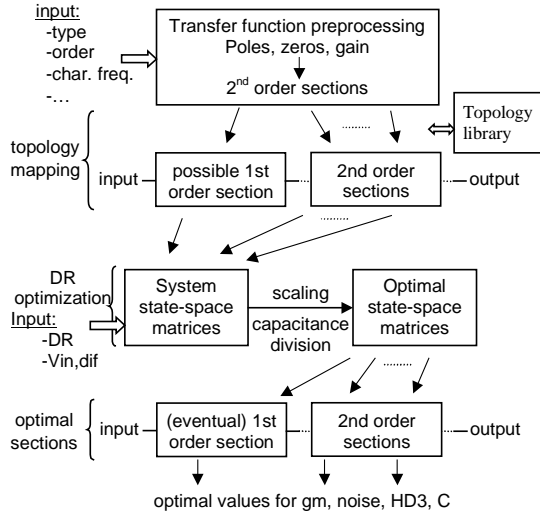 input:
-type
-order
-char. freq.
-...
Transfer function preprocessing
Poles, zeros, gain
2nd order sections
Topology
library
topology
mapping
input
possible 1st
order section
2nd order
sections
output
DR
optimization
Input:
-DR
-Vin,dif
System
state-space
matrices
scaling
capacitance
division
Optimal
state-space
matrices
optimal
sections
input
(eventual) 1st
order section
2nd order
sections
output
optimal values for gm, noise, HD3, C